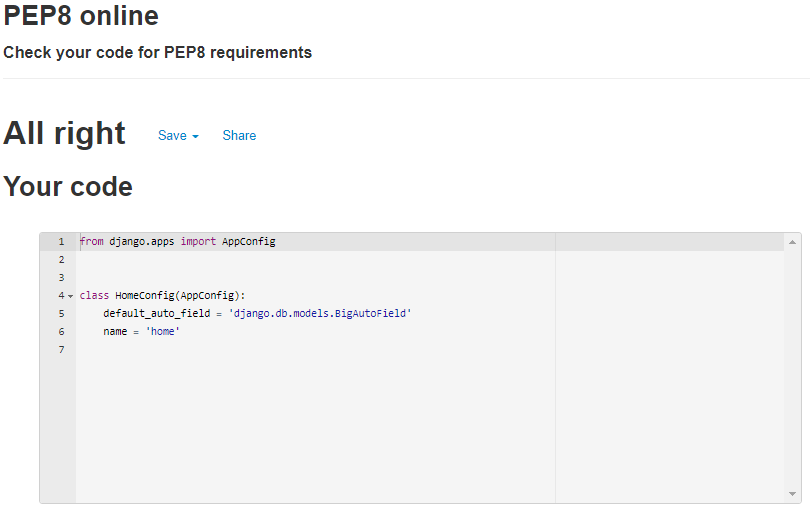 PEP8 online
Check your code for PEP8 requirements
All right Save Share
Your code
1 from django.apps import AppConfig
2
3
4 class HomeConfig(AppConfig):
5     default_auto_field = 'django.db.models.BigAutoField'
6     name = 'home'
7